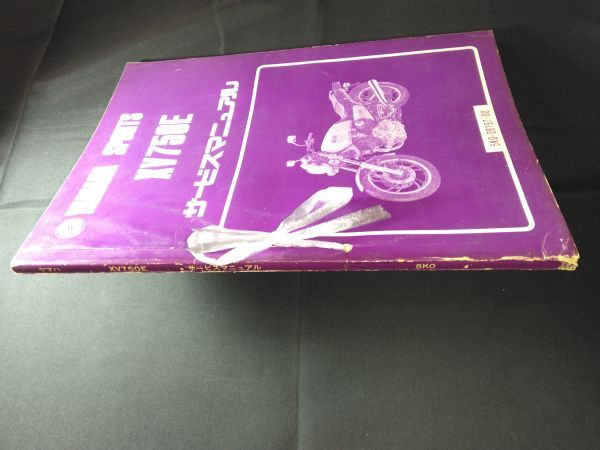 YAMAHA SPORTS
XV750E
サービスマニュアル
5K0-28197-00
ヤマハ XV750E サービスマニュアル 5K0